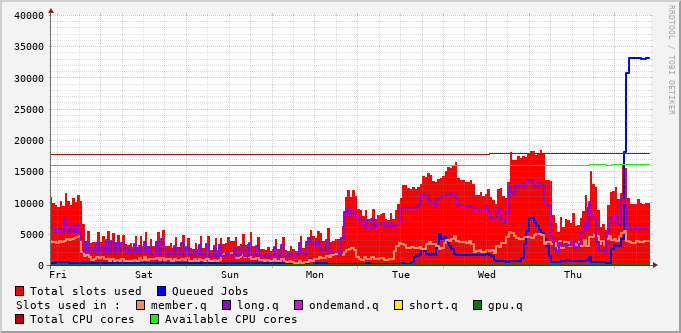 RRDTOOL / TOBI OETIKER
40000
35000
30000
25000
20000
15000
10000
5000
0
Fri Sat Sun Mon Tue Wed Thu
Total slots used Queued Jobs
Slots used in : member.q long.q ondemand.q short.q gpu.q
Total CPU cores Available CPU cores